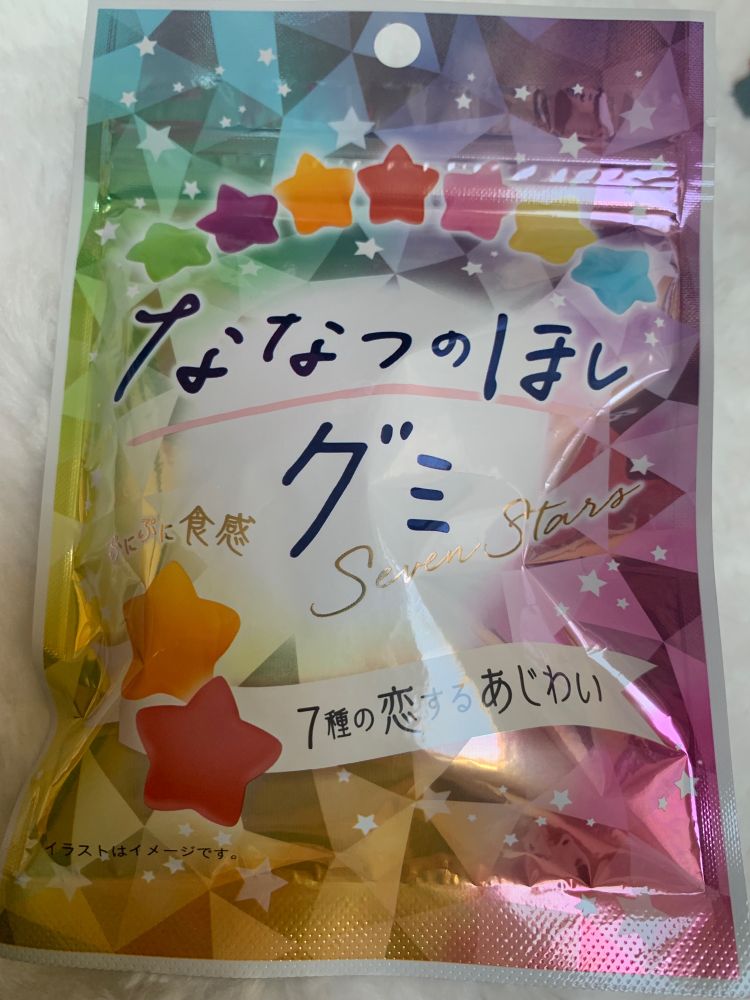 ななつのほし
グミ
ぷにぷに食感
Seven Stars
7種の恋するあじわい
イラストはイメージです。